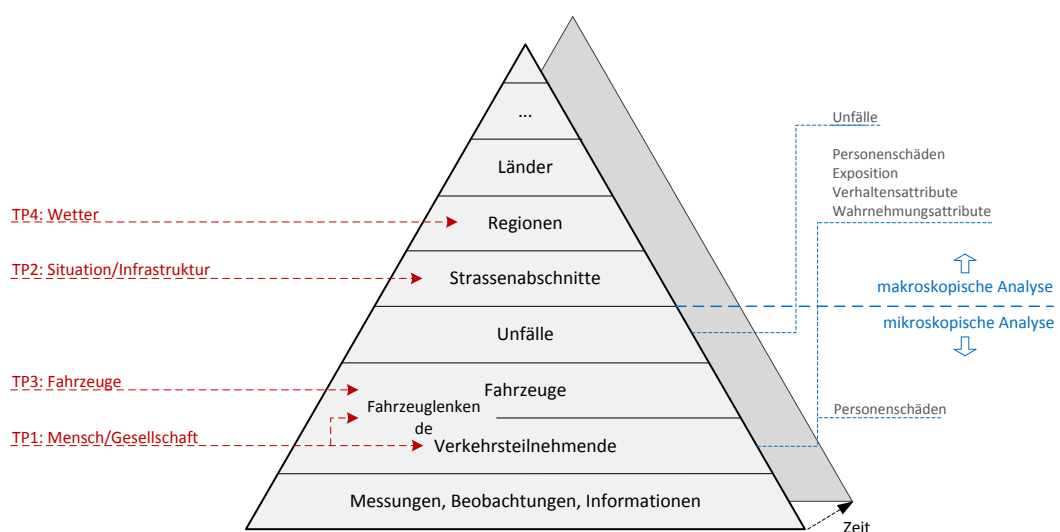 Unfälle
...
Personenschäden
Länder
Exposition
Verhaltensattribute
Wahrnehmungsattribute
TP4: Wetter
Regionen
TP2: Situation/Infrastruktur
Strassenabschnitte
makroskopische Analyse
mikroskopische Analyse
Unfälle
TP3: Fahrzeuge
Fahrzeuge
Fahrzeuglenken
de
Personenschäden
TP1: Mensch/Gesellschaft
Verkehrsteilnehmende
Messungen, Beobachtungen, Informationen
Zeit